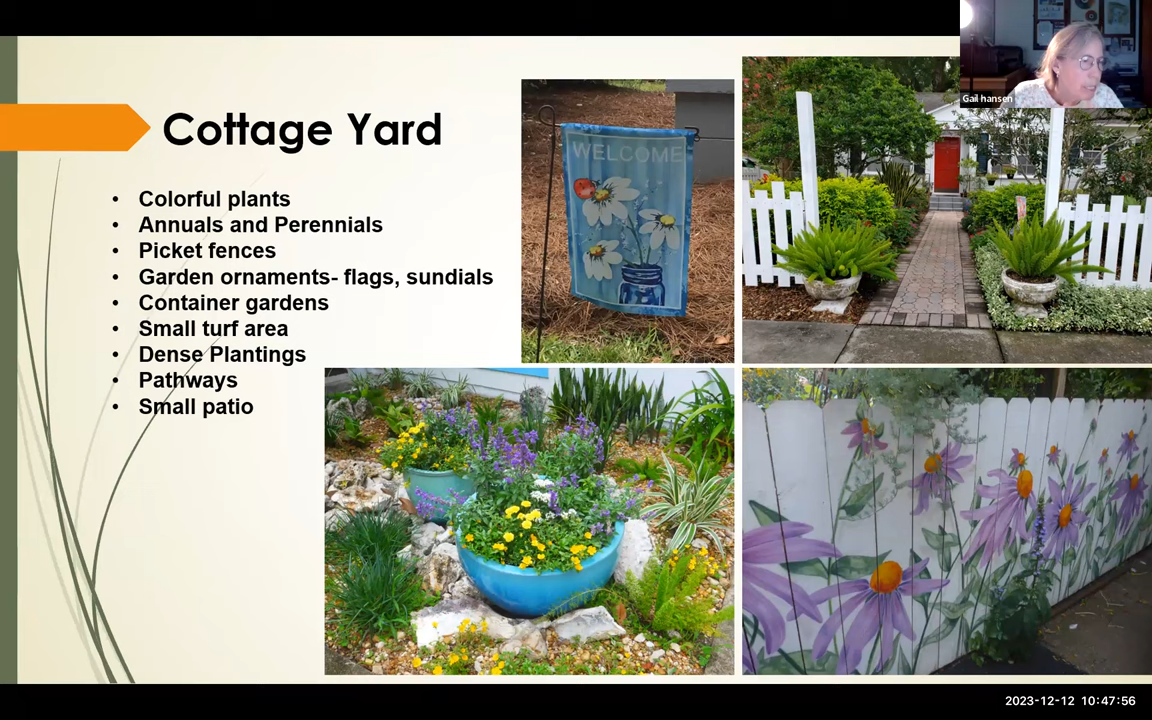 Gail hansen
Cottage Yard
• Colorful plants
• Annuals and Perennials
• Picket fences
• Garden ornaments- flags, sundials
• Container gardens
• Small turf area
• Dense Plantings
• Pathways
• Small patio
WELCOME
2023-12-12 10:47:56